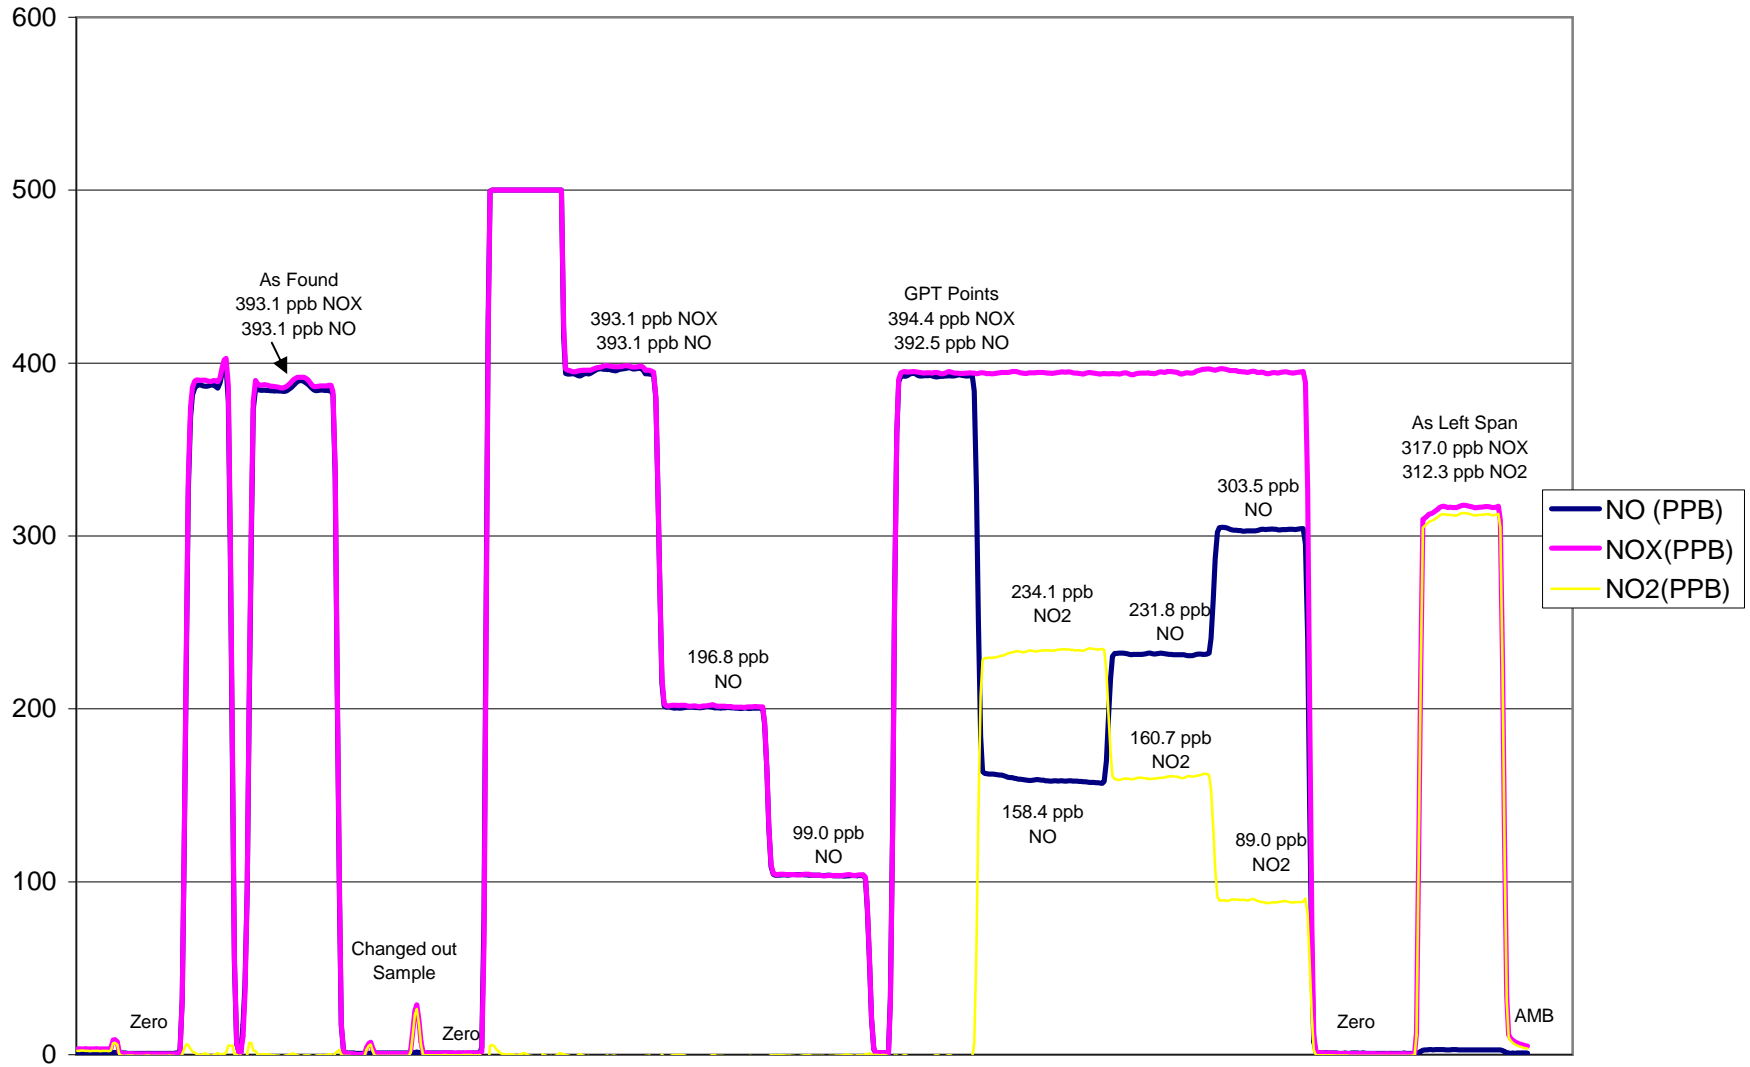 600
500
400
300
200
100
0
As Found
393.1 ppb NOX
393.1 ppb NO
393.1 ppb NOX
393.1 ppb NO
GPT Points
394.4 ppb NOX
392.5 ppb NO
As Left Span
317.0 ppb NOX
312.3 ppb NO2
303.5 ppb
NO
234.1 ppb
NO2
231.8 ppb
NO
196.8 ppb
NO
160.7 ppb
NO2
158.4 ppb
NO
99.0 ppb
NO
89.0 ppb
NO2
Changed out
Sample
Zero
Zero
Zero
AMB
NO (PPB)
NOX(PPB)
NO2(PPB)